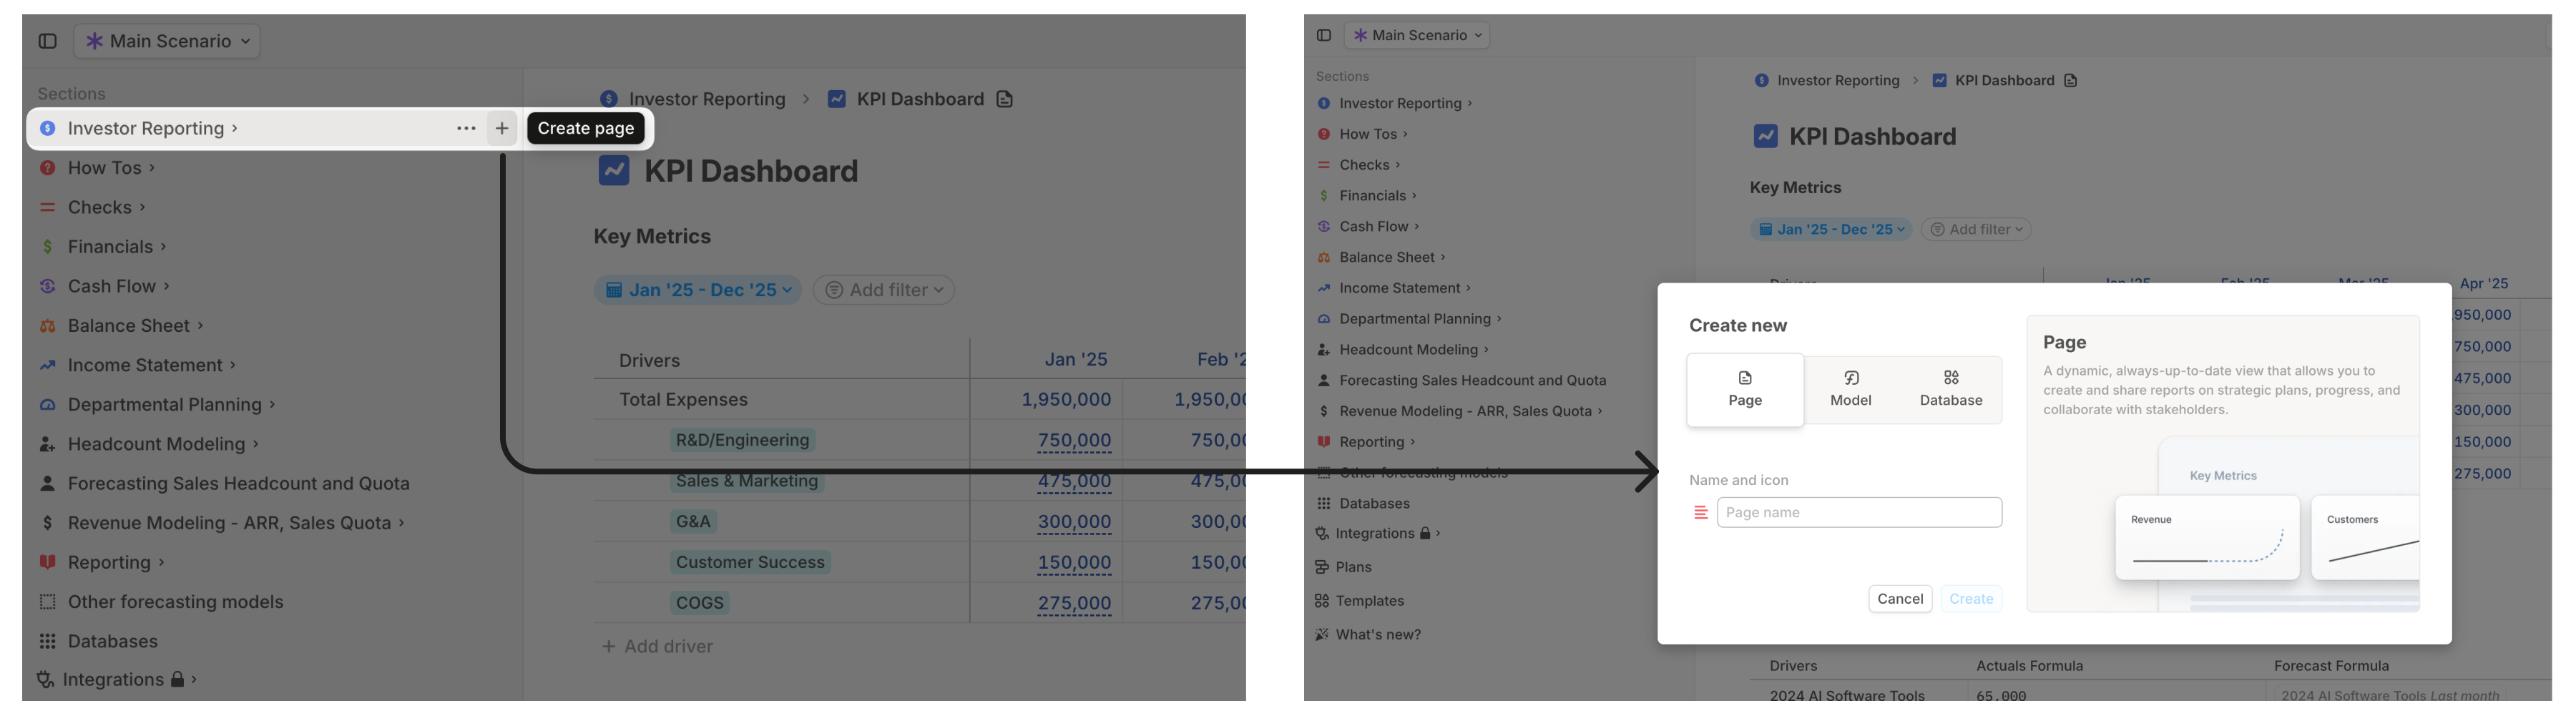 Main Scenario
Sections
Investor Reporting
Create page
How Tos
Checks
Financials
Cash Flow
Balance Sheet
Income Statement
Departmental Planning
Headcount Modeling
Forecasting Sales Headcount and Quota
Revenue Modeling - ARR, Sales Quota
Reporting
Other forecasting models
Databases
Integrations
Investor Reporting > KPI Dashboard
KPI Dashboard
Key Metrics
Jan '25 - Dec '25 Add filter
Drivers Jan '25 Feb '2
Total Expenses 1,950,000 1,950,00
R&D/Engineering 750,000 750,00
Sales & Marketing 475,000 475,00
G&A 300,000 300,00
Customer Success 150,000 150,00
COGS 275,000 275,00
+ Add driver
Main Scenario
Sections
Investor Reporting
How Tos
Checks
Financials
Cash Flow
Balance Sheet
Income Statement
Departmental Planning
Headcount Modeling
Forecasting Sales Headcount and Quota
Revenue Modeling - ARR, Sales Quota
Reporting
Other forecasting models
Databases
Integrations
Plans
Templates
What's new?
Investor Reporting > KPI Dashboard
KPI Dashboard
Key Metrics
Jan '25 - Dec '25 Add filter
Drivers Jan '25 Feb '25 Mar '25 Apr '25
950,000
750,000
475,000
300,000
150,000
275,000
Create new
Page Model Database
Name and icon
Page name
Cancel Create
Page
A dynamic, always-up-to-date view that allows you to
create and share reports on strategic plans, progress, and
collaborate with stakeholders.
Key Metrics
Revenue Customers
Drivers Actuals Formula Forecast Formula
2024 AI Software Tools 65,000 2024 AI Software Tools Last month